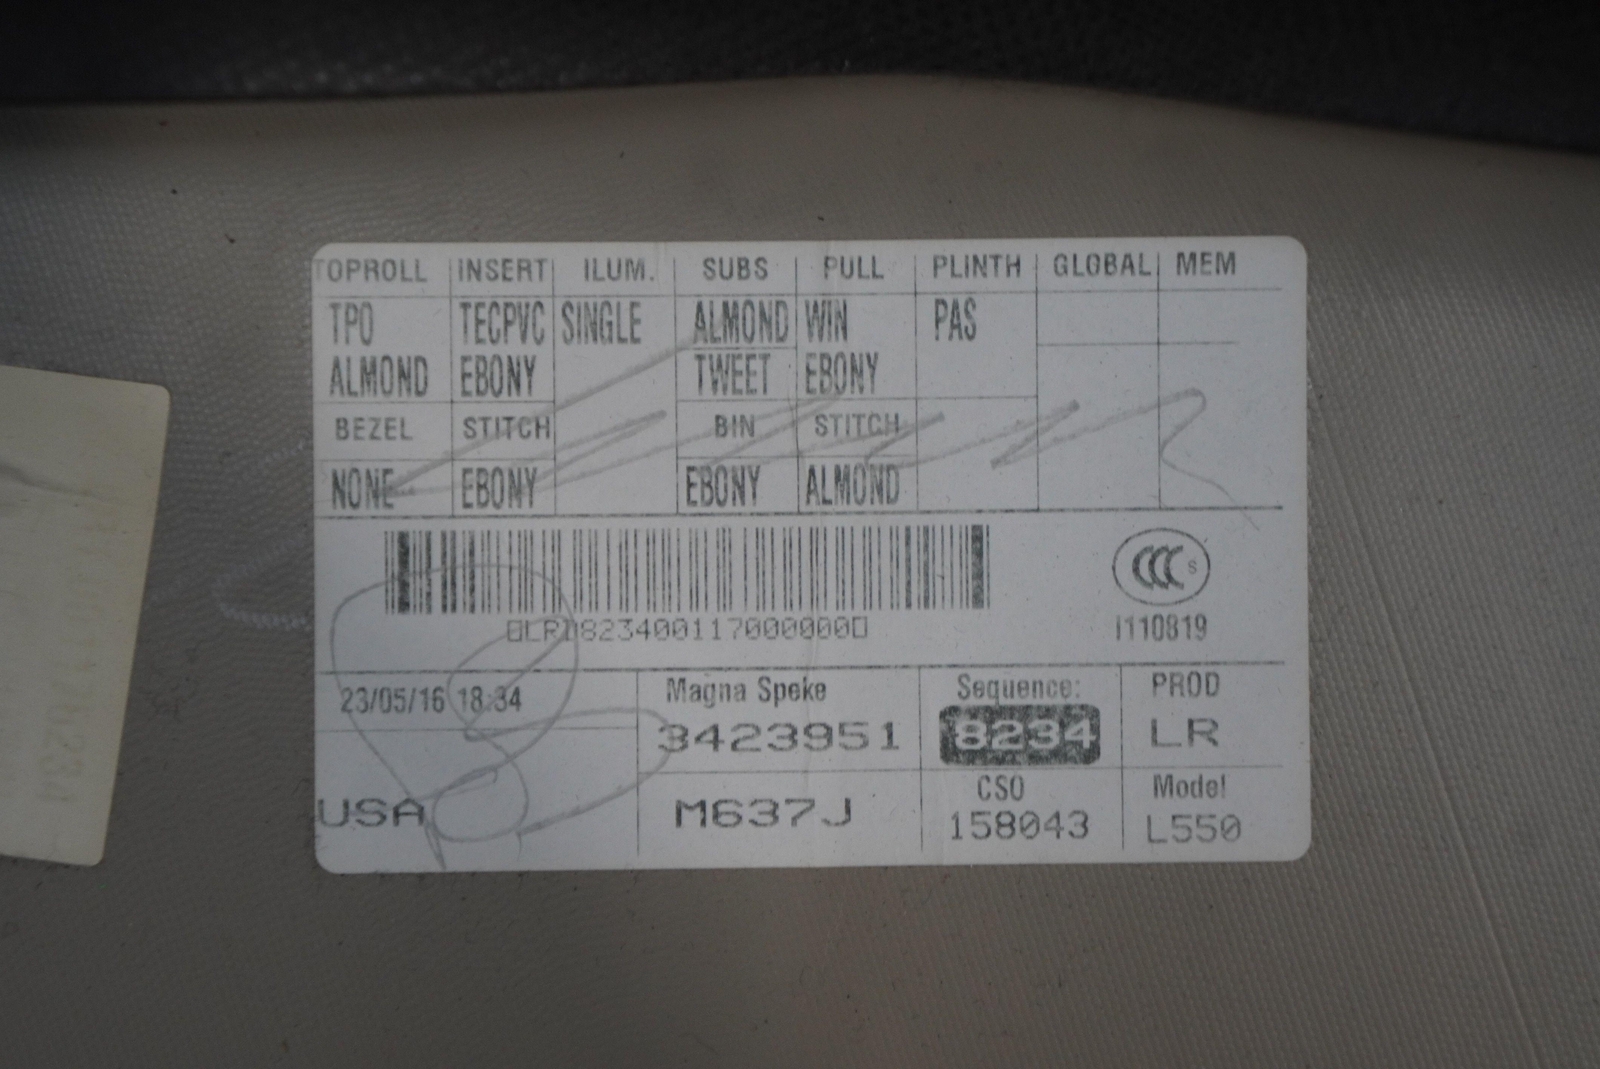 TOPROLL INSERT ILUM. SUBS PULL PLINTH GLOBAL MEM
TPO TECPVC SINGLE ALMOND WIN PAS
ALMOND EBONY TWEET EBONY
BEZEL STITCH BIN STITCH
NONE EBONY EBONY ALMOND
CCC S
LRD8234001170000000
I110819
23/05/16 18:34 Magna Speke Sequence: PROD
3423951 8234 LR
CSO Model
USA M637J 158043 L550